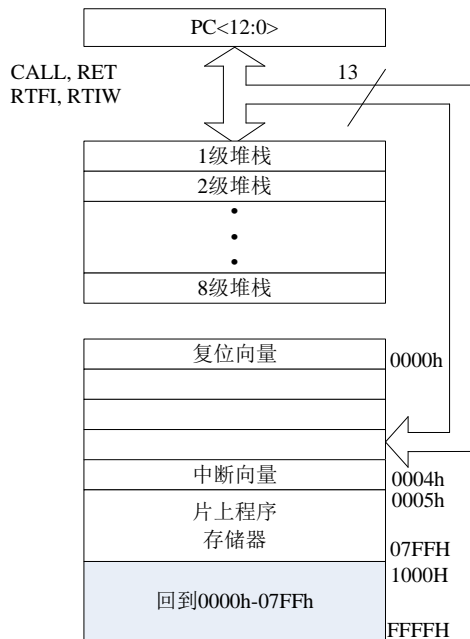 PC<12:0>
CALL, RET
RTFI, RTIW
13
1级堆栈
2级堆栈
8级堆栈
复位向量
0000h
中断向量
0004h
0005h
片上程序
存储器
07FFH
1000H
回到0000h-07FFh
FFFFH